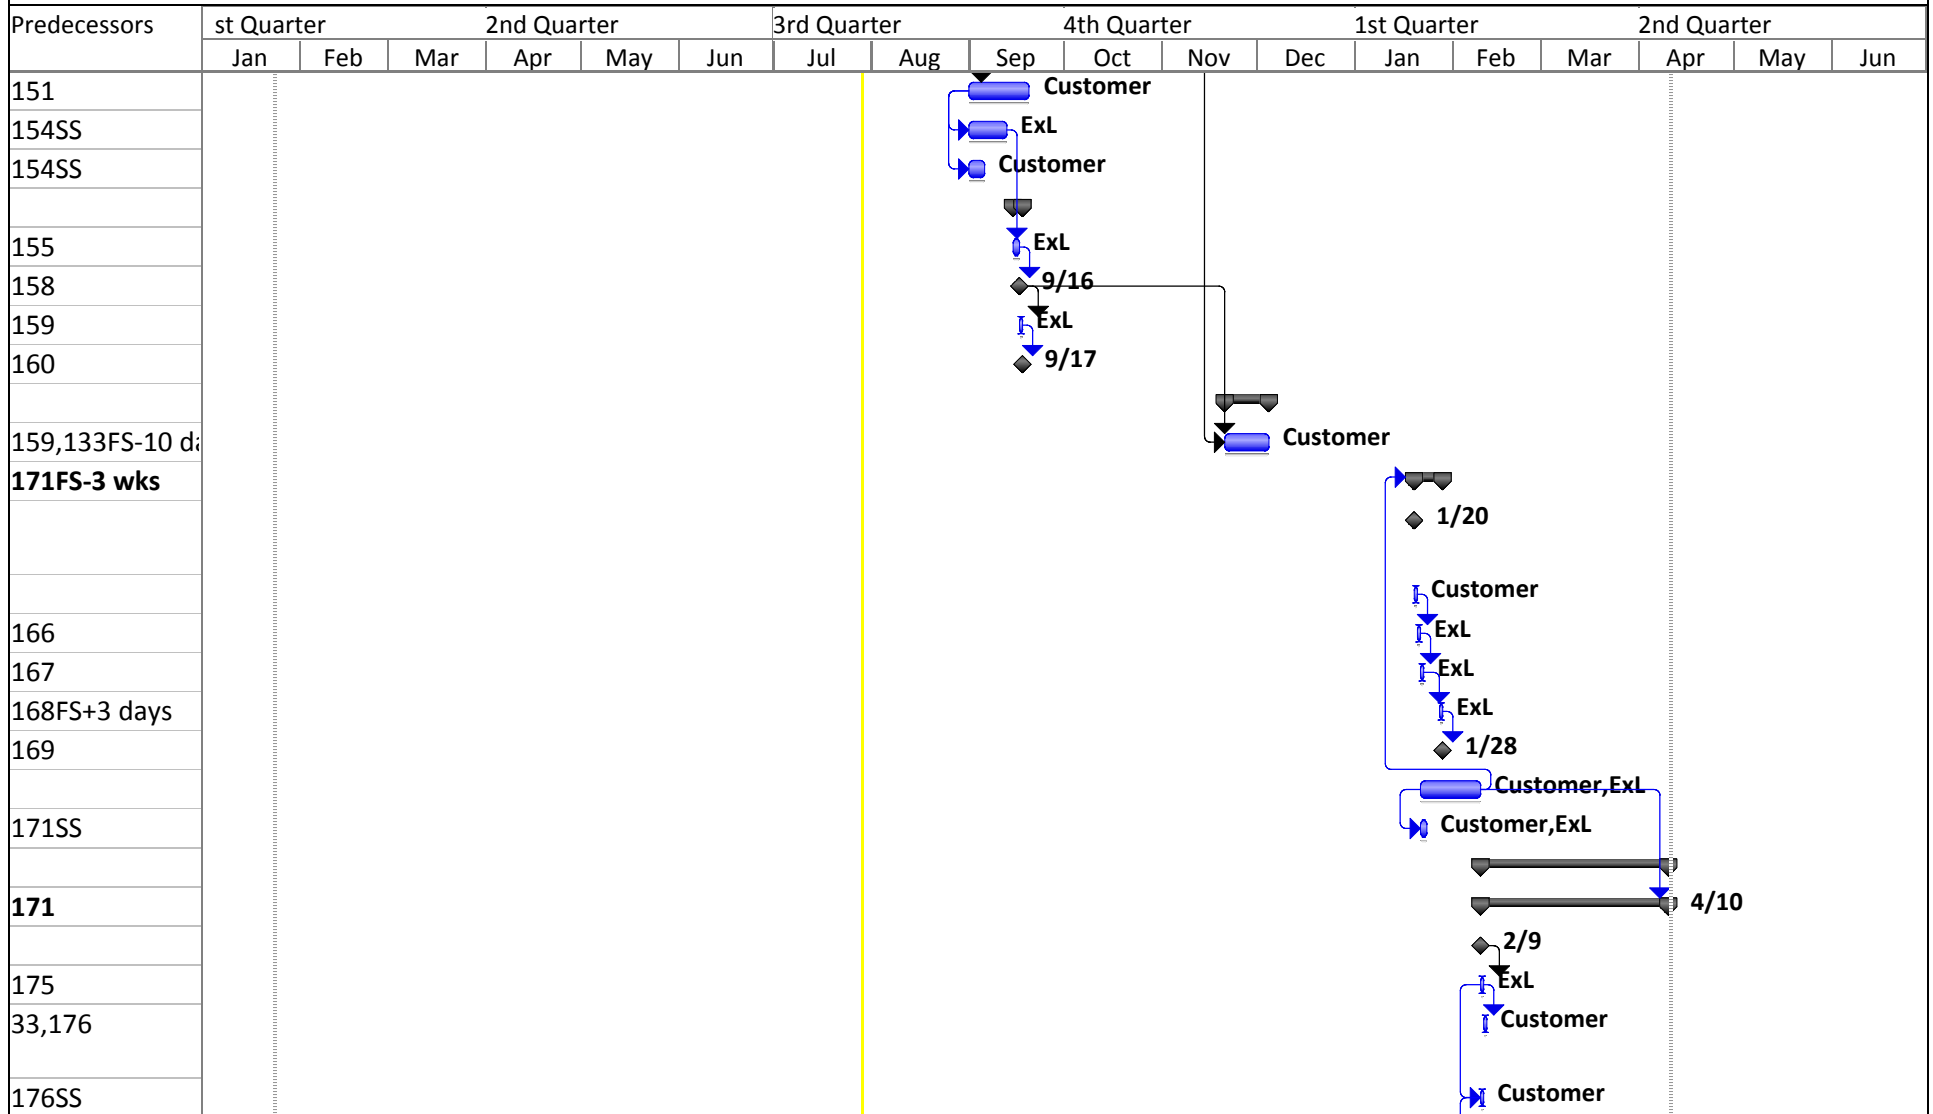 Predecessors st Quarter 2nd Quarter 3rd Quarter 4th Quarter 1st Quarter 2nd Quarter
Jan Feb Mar Apr May Jun Jul Aug Sep Oct Nov Dec Jan Feb Mar Apr May Jun
151 Customer
154SS ExL
154SS Customer
155 ExL
158 9/16
159 ExL
160 9/17
159,133FS-10 da Customer
171FS-3 wks
1/20
Customer
166 ExL
167 ExL
168FS+3 days ExL
169 1/28
Customer,ExL
171SS Customer,ExL
171 4/10
2/9
175 ExL
33,176 Customer
176SS Customer